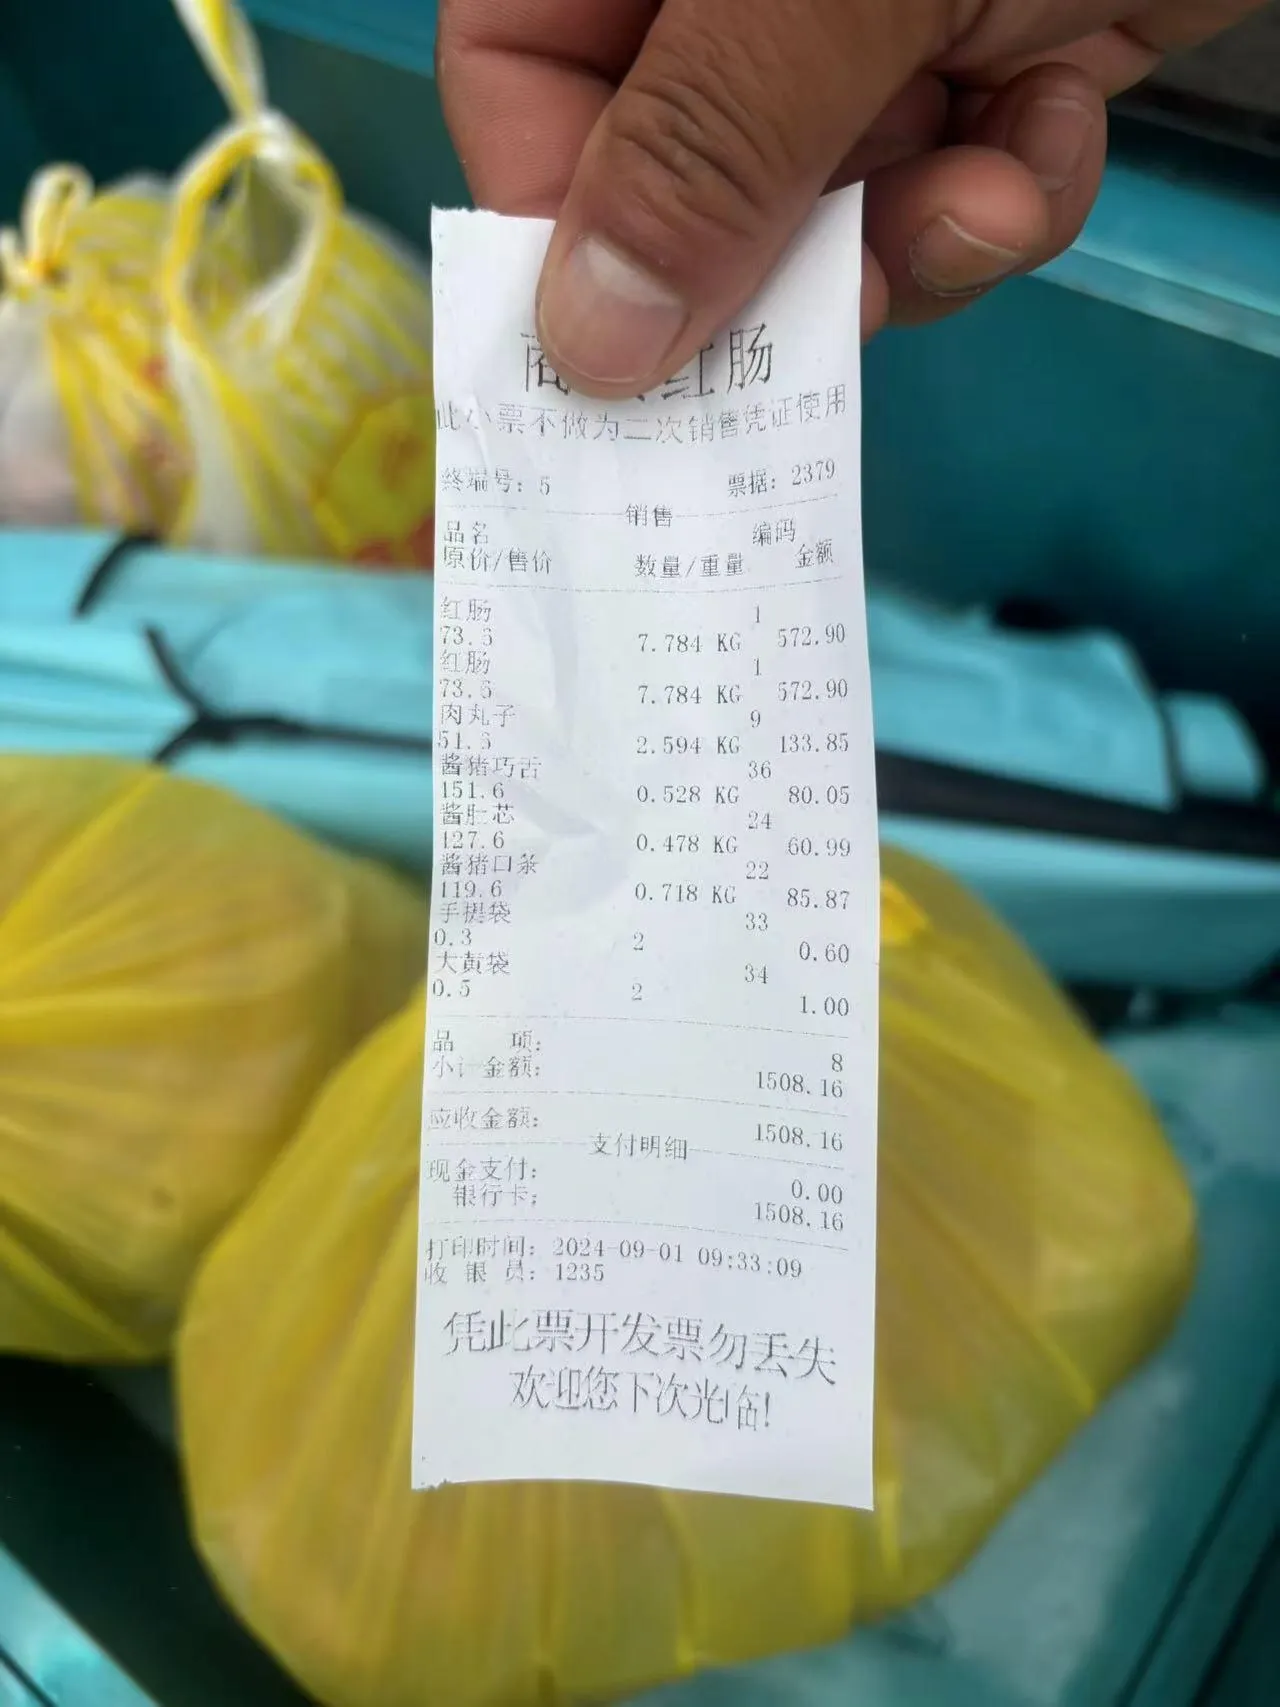 红肠
此小票不做为二次销售凭证使用
终端号: 5 票据: 2379
销售
品名 编码
原价/售价 数量/重量 金额
红肠 1
73.6 7.784 KG 572.90
红肠 1
73.6 7.784 KG 572.90
肉丸子 9
51.6 2.594 KG 133.85
酱猪巧舌 36
151.6 0.528 KG 80.05
酱肚芯 24
127.6 0.478 KG 60.99
酱猪口条 22
119.6 0.718 KG 85.87
手提袋 33
0.3 2 0.60
大黄袋 34
0.5 2 1.00
品 项: 8
小计金额: 1508.16
应收金额: 1508.16
支付明细
现金支付: 0.00
银行卡: 1508.16
打印时间: 2024-09-01 09:33:09
收 银 员: 1235
凭此票开发票勿丢失
欢迎您下次光临!